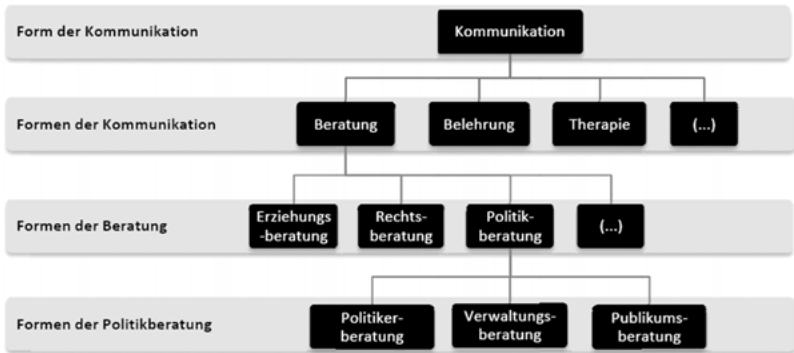 Form der Kommunikation
Kommunikation
Formen der Kommunikation
Beratung
Belehrung
Therapie
(...)
Formen der Beratung
Erziehungs
-beratung
Rechts-
beratung
Politik-
beratung
(...)
Formen der Politikberatung
Politiker-
beratung
Verwaltungs-
beratung
Publikums-
beratung